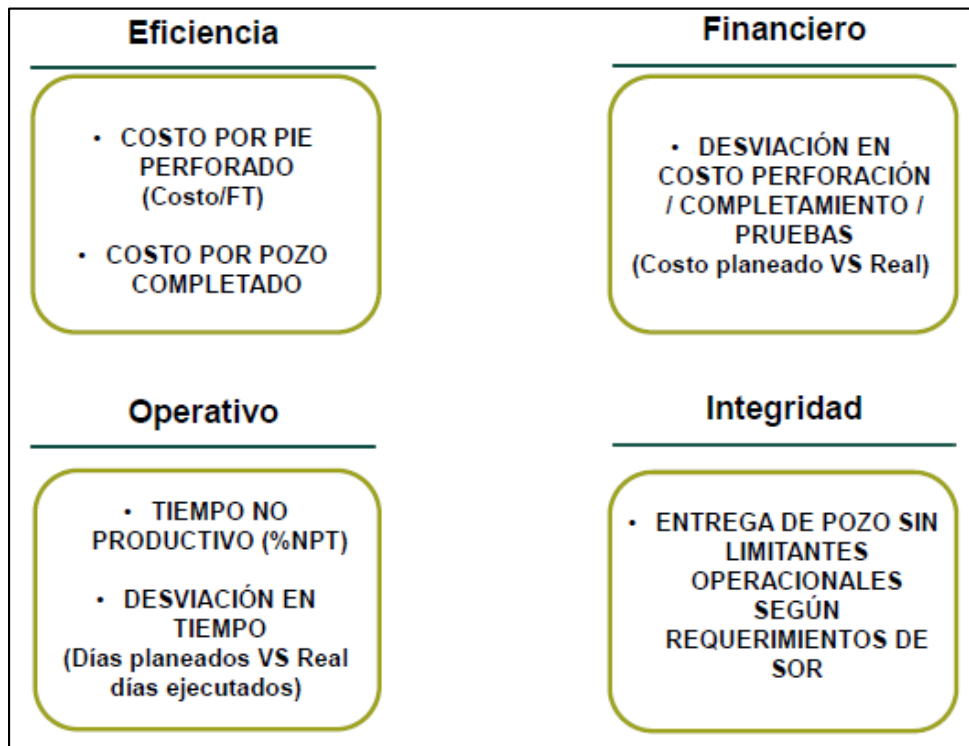 Eficiencia
• COSTO POR PIE
PERFORADO
(Costo/FT)
• COSTO POR POZO
COMPLETADO
Financiero
• DESVIACIÓN EN
COSTO PERFORACIÓN
/ COMPLETAMIENTO /
PRUEBAS
(Costo planeado VS Real)
Operativo
• TIEMPO NO
PRODUCTIVO (%NPT)
• DESVIACIÓN EN
TIEMPO
(Días planeados VS Real
días ejecutados)
Integridad
• ENTREGA DE POZO SIN
LIMITANTES
OPERACIONALES
SEGÚN
REQUERIMIENTOS DE
SOR